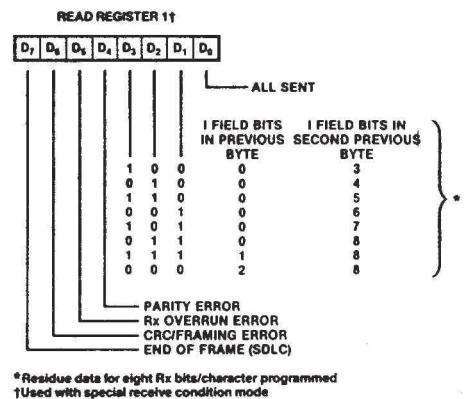 READ REGISTER 1†
D7 D6 D5 D4 D3 D2 D1 D0
ALL SENT
I FIELD BITS IN PREVIOUS BYTE I FIELD BITS IN SECOND PREVIOUS BYTE
1 0 0 0 3
0 1 0 0 4
1 1 0 0 5
0 0 1 0 6
1 0 1 0 7
0 1 1 0 8
1 1 1 1 8
0 0 0 2 8
*
PARITY ERROR
Rx OVERRUN ERROR
CRC/FRAMING ERROR
END OF FRAME (SDLC)
*Residue data for eight Rx bits/character programmed
†Used with special receive condition mode